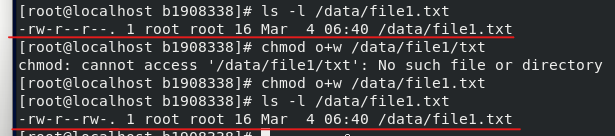 [root@localhost b1908338]# ls -l /data/file1.txt
-rw-r--r--. 1 root root 16 Mar  4 06:40 /data/file1.txt
[root@localhost b1908338]# chmod o+w /data/file1/txt
chmod: cannot access '/data/file1/txt': No such file or directory
[root@localhost b1908338]# chmod o+w /data/file1.txt
[root@localhost b1908338]# ls -l /data/file1.txt
-rw-r--rw-. 1 root root 16 Mar  4 06:40 /data/file1.txt
[root@localhost b1908338]#